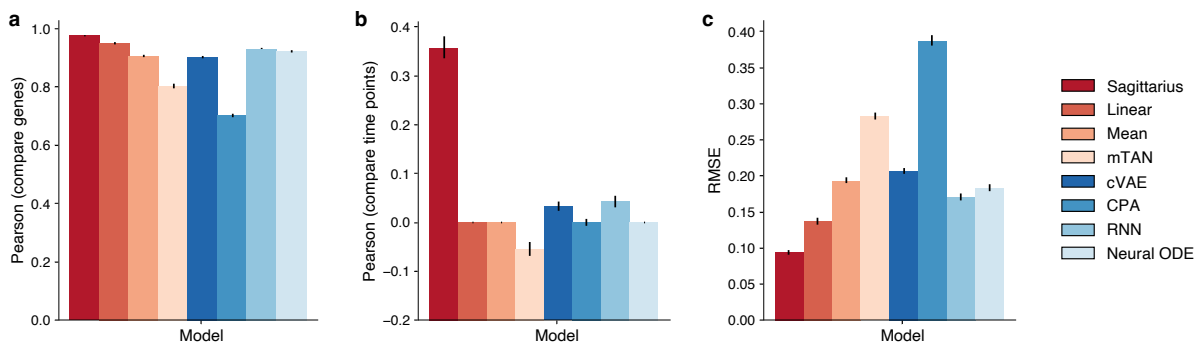 a
Pearson (compare genes)
1.0
0.8
0.6
0.4
0.2
0.0
Model
b
Pearson (compare time points)
0.4
0.3
0.2
0.1
0.0
−0.1
−0.2
Model
c
RMSE
0.40
0.35
0.30
0.25
0.20
0.15
0.10
0.05
0.00
Model
Sagittarius
Linear
Mean
mTAN
cVAE
CPA
RNN
Neural ODE